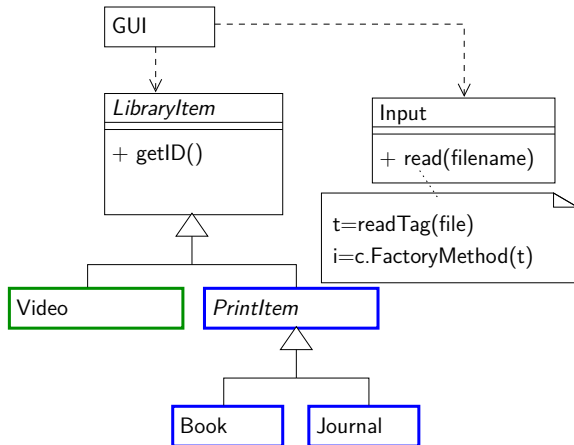 GUI
LibraryItem
+ getID()
Input
+ read(filename)
t=readTag(file)
i=c.FactoryMethod(t)
Video
PrintItem
Book
Journal